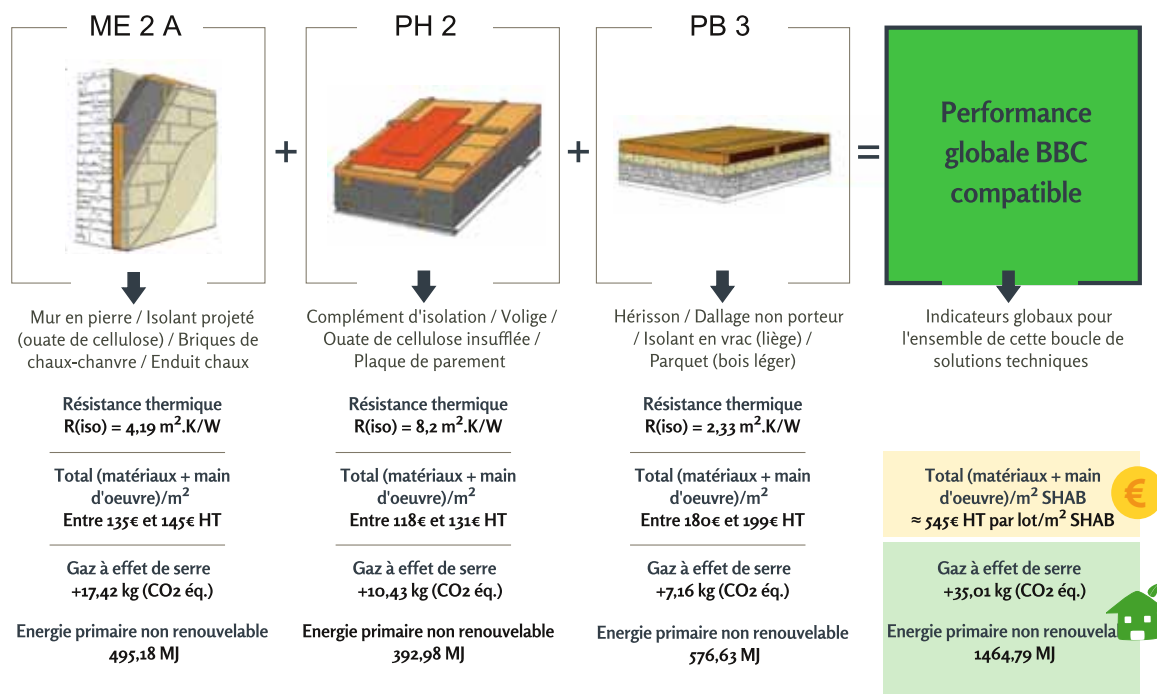 ME 2 A
+
PH 2
+
PB 3
=
Performance
globale BBC
compatible
Mur en pierre / Isolant projeté
(ouate de cellulose) / Briques de
chaux-chanvre / Enduit chaux
Résistance thermique
R(iso) = 4,19 m².K/W
Total (matériaux + main
d'oeuvre)/m²
Entre 135€ et 145€ HT
Gaz à effet de serre
+17,42 kg (CO2 éq.)
Energie primaire non renouvelable
495,18 MJ
Complément d'isolation / Volige /
Ouate de cellulose insufflée /
Plaque de parement
Résistance thermique
R(iso) = 8,2 m².K/W
Total (matériaux + main
d'oeuvre)/m²
Entre 118€ et 131€ HT
Gaz à effet de serre
+10,43 kg (CO2 éq.)
Energie primaire non renouvelable
392,98 MJ
Hérisson / Dallage non porteur
/ Isolant en vrac (liège) /
Parquet (bois léger)
Résistance thermique
R(iso) = 2,33 m².K/W
Total (matériaux + main
d'oeuvre)/m²
Entre 180€ et 199€ HT
Gaz à effet de serre
+7,16 kg (CO2 éq.)
Energie primaire non renouvelable
576,63 MJ
Indicateurs globaux pour
l'ensemble de cette boucle de
solutions techniques
Total (matériaux + main
d'oeuvre)/m² SHAB
≈ 545€ HT par lot/m² SHAB
€
Gaz à effet de serre
+35,01 kg (CO2 éq.)
Energie primaire non
1464,79 MJ